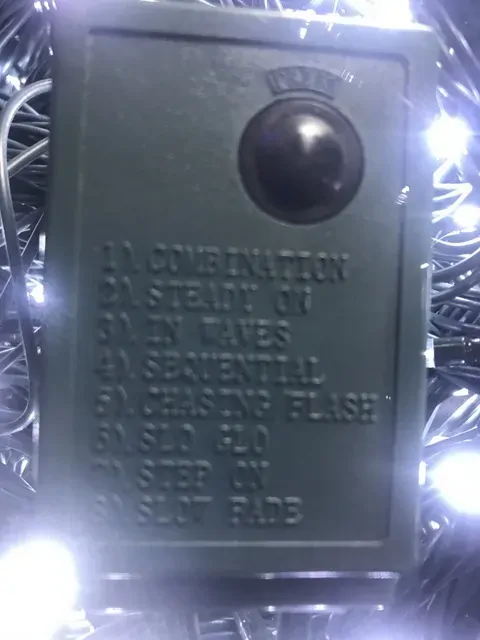 1).COMBINATION
2).STEADY ON
3).IN WAVES
4).SEQUENTIAL
5).CHASING FLASH
6).SLO GLO
7).STEP ON
8).SLOW FADE